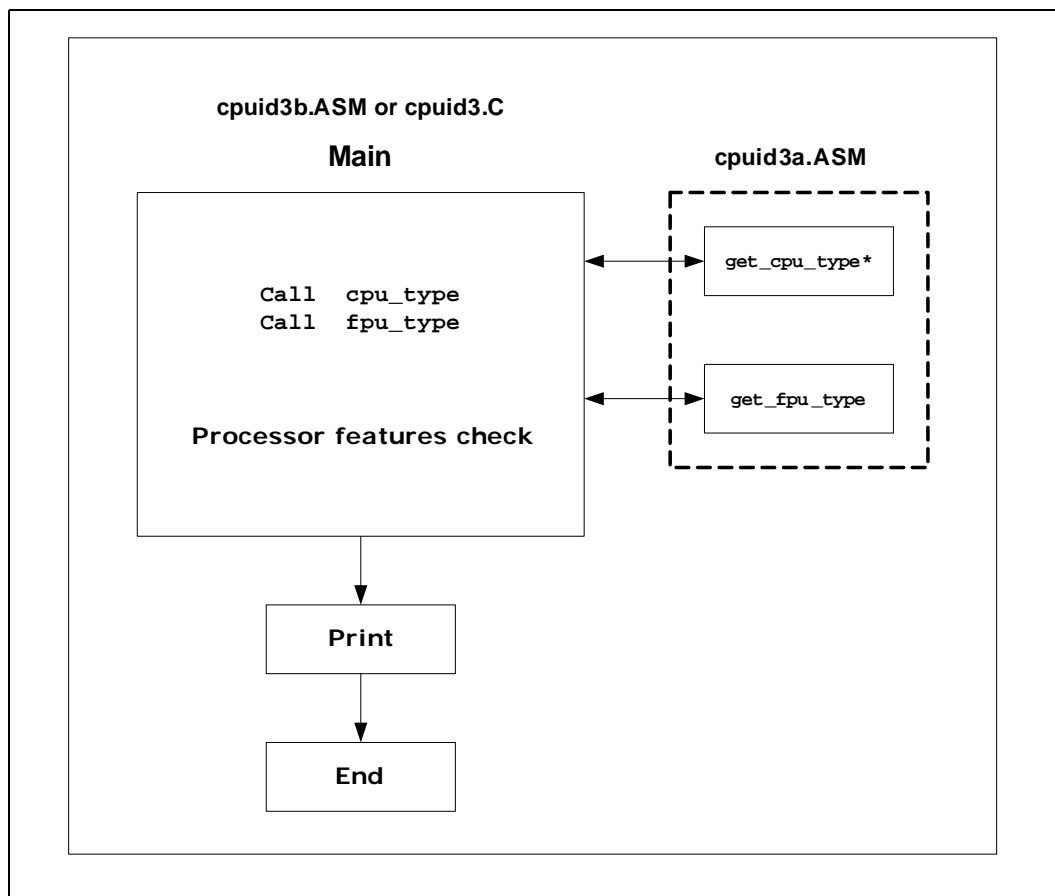 cpuid3b.ASM or cpuid3.C
Main
cpuid3a.ASM
get_cpu_type*
Call cpu_type
Call fpu_type
get_fpu_type
Processor features check
Print
End